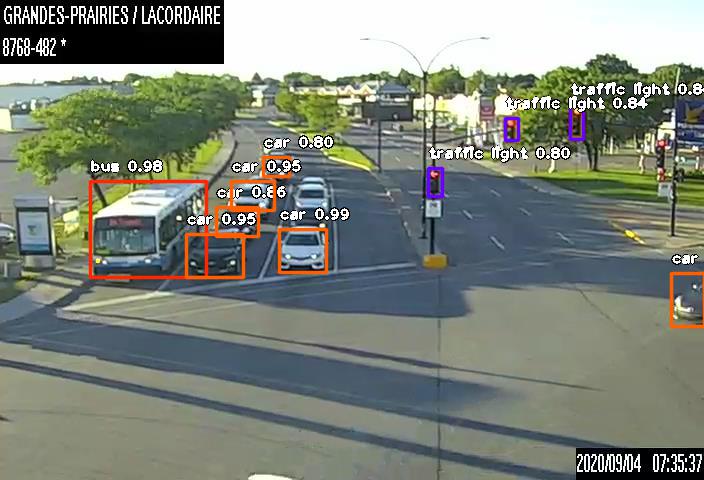 GRANDES-PRAIRIES / LACORDAIRE
8768-482 *
traffic light 0.84
traffic light 0.84
car 0.80
traffic light 0.80
bus 0.98
car 0.95
car 0.86
car 0.95
car 0.99
car
2020/09/04 07:35:37